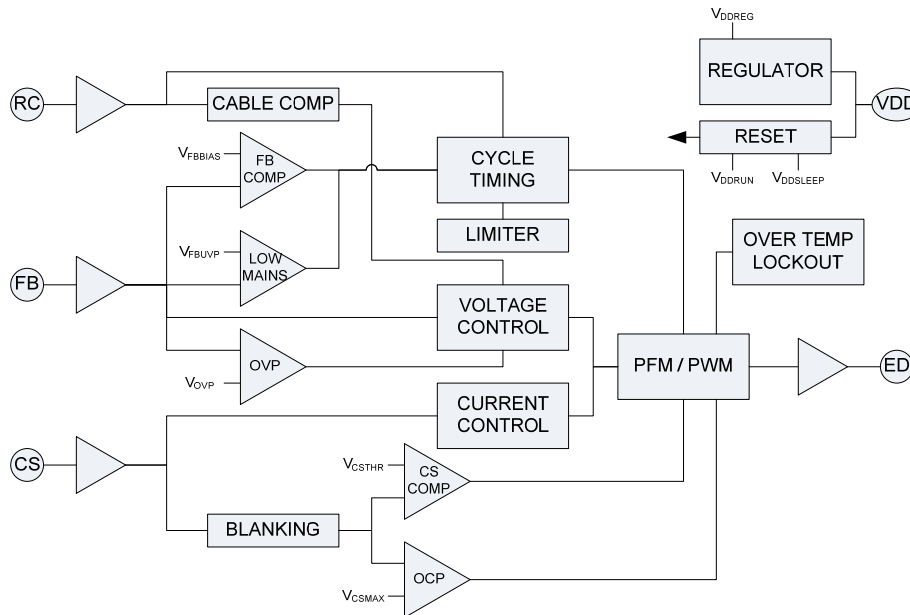 VDDREG
REGULATOR
RC
CABLE COMP
VDD
RESET
VFBBIAS
FB
COMP
CYCLE
TIMING
VDDRUN
VDDSLEEP
LIMITER
VFBUVP
LOW
MAINS
OVER TEMP
LOCKOUT
FB
VOLTAGE
CONTROL
OVP
VOVP
PFM / PWM
ED
CURRENT
CONTROL
CS
VCSTHR
CS
COMP
BLANKING
OCP
VCSMAX